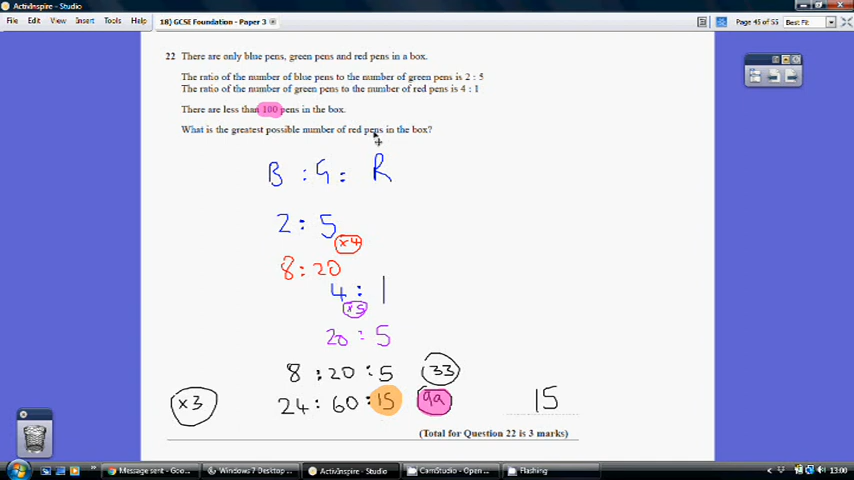 ActivInspire - Studio
File Edit View Insert Tools Help 18) GCSE Foundation - Paper 3 Page 45 of 55 Best Fit
22 There are only blue pens, green pens and red pens in a box.
The ratio of the number of blue pens to the number of green pens is 2 : 5
The ratio of the number of green pens to the number of red pens is 4 : 1
There are less than 100 pens in the box.
What is the greatest possible number of red pens in the box?
B : G : R
2 : 5
×4
8 : 20
4 : 1
×5
20 : 5
8 : 20 : 5 33
×3 24 : 60 : 15 99 15
(Total for Question 22 is 3 marks)
Message sent - Goo... Windows 7 Desktop ... ActivInspire - Studio CamStudio - Open ... Flashing 13:00